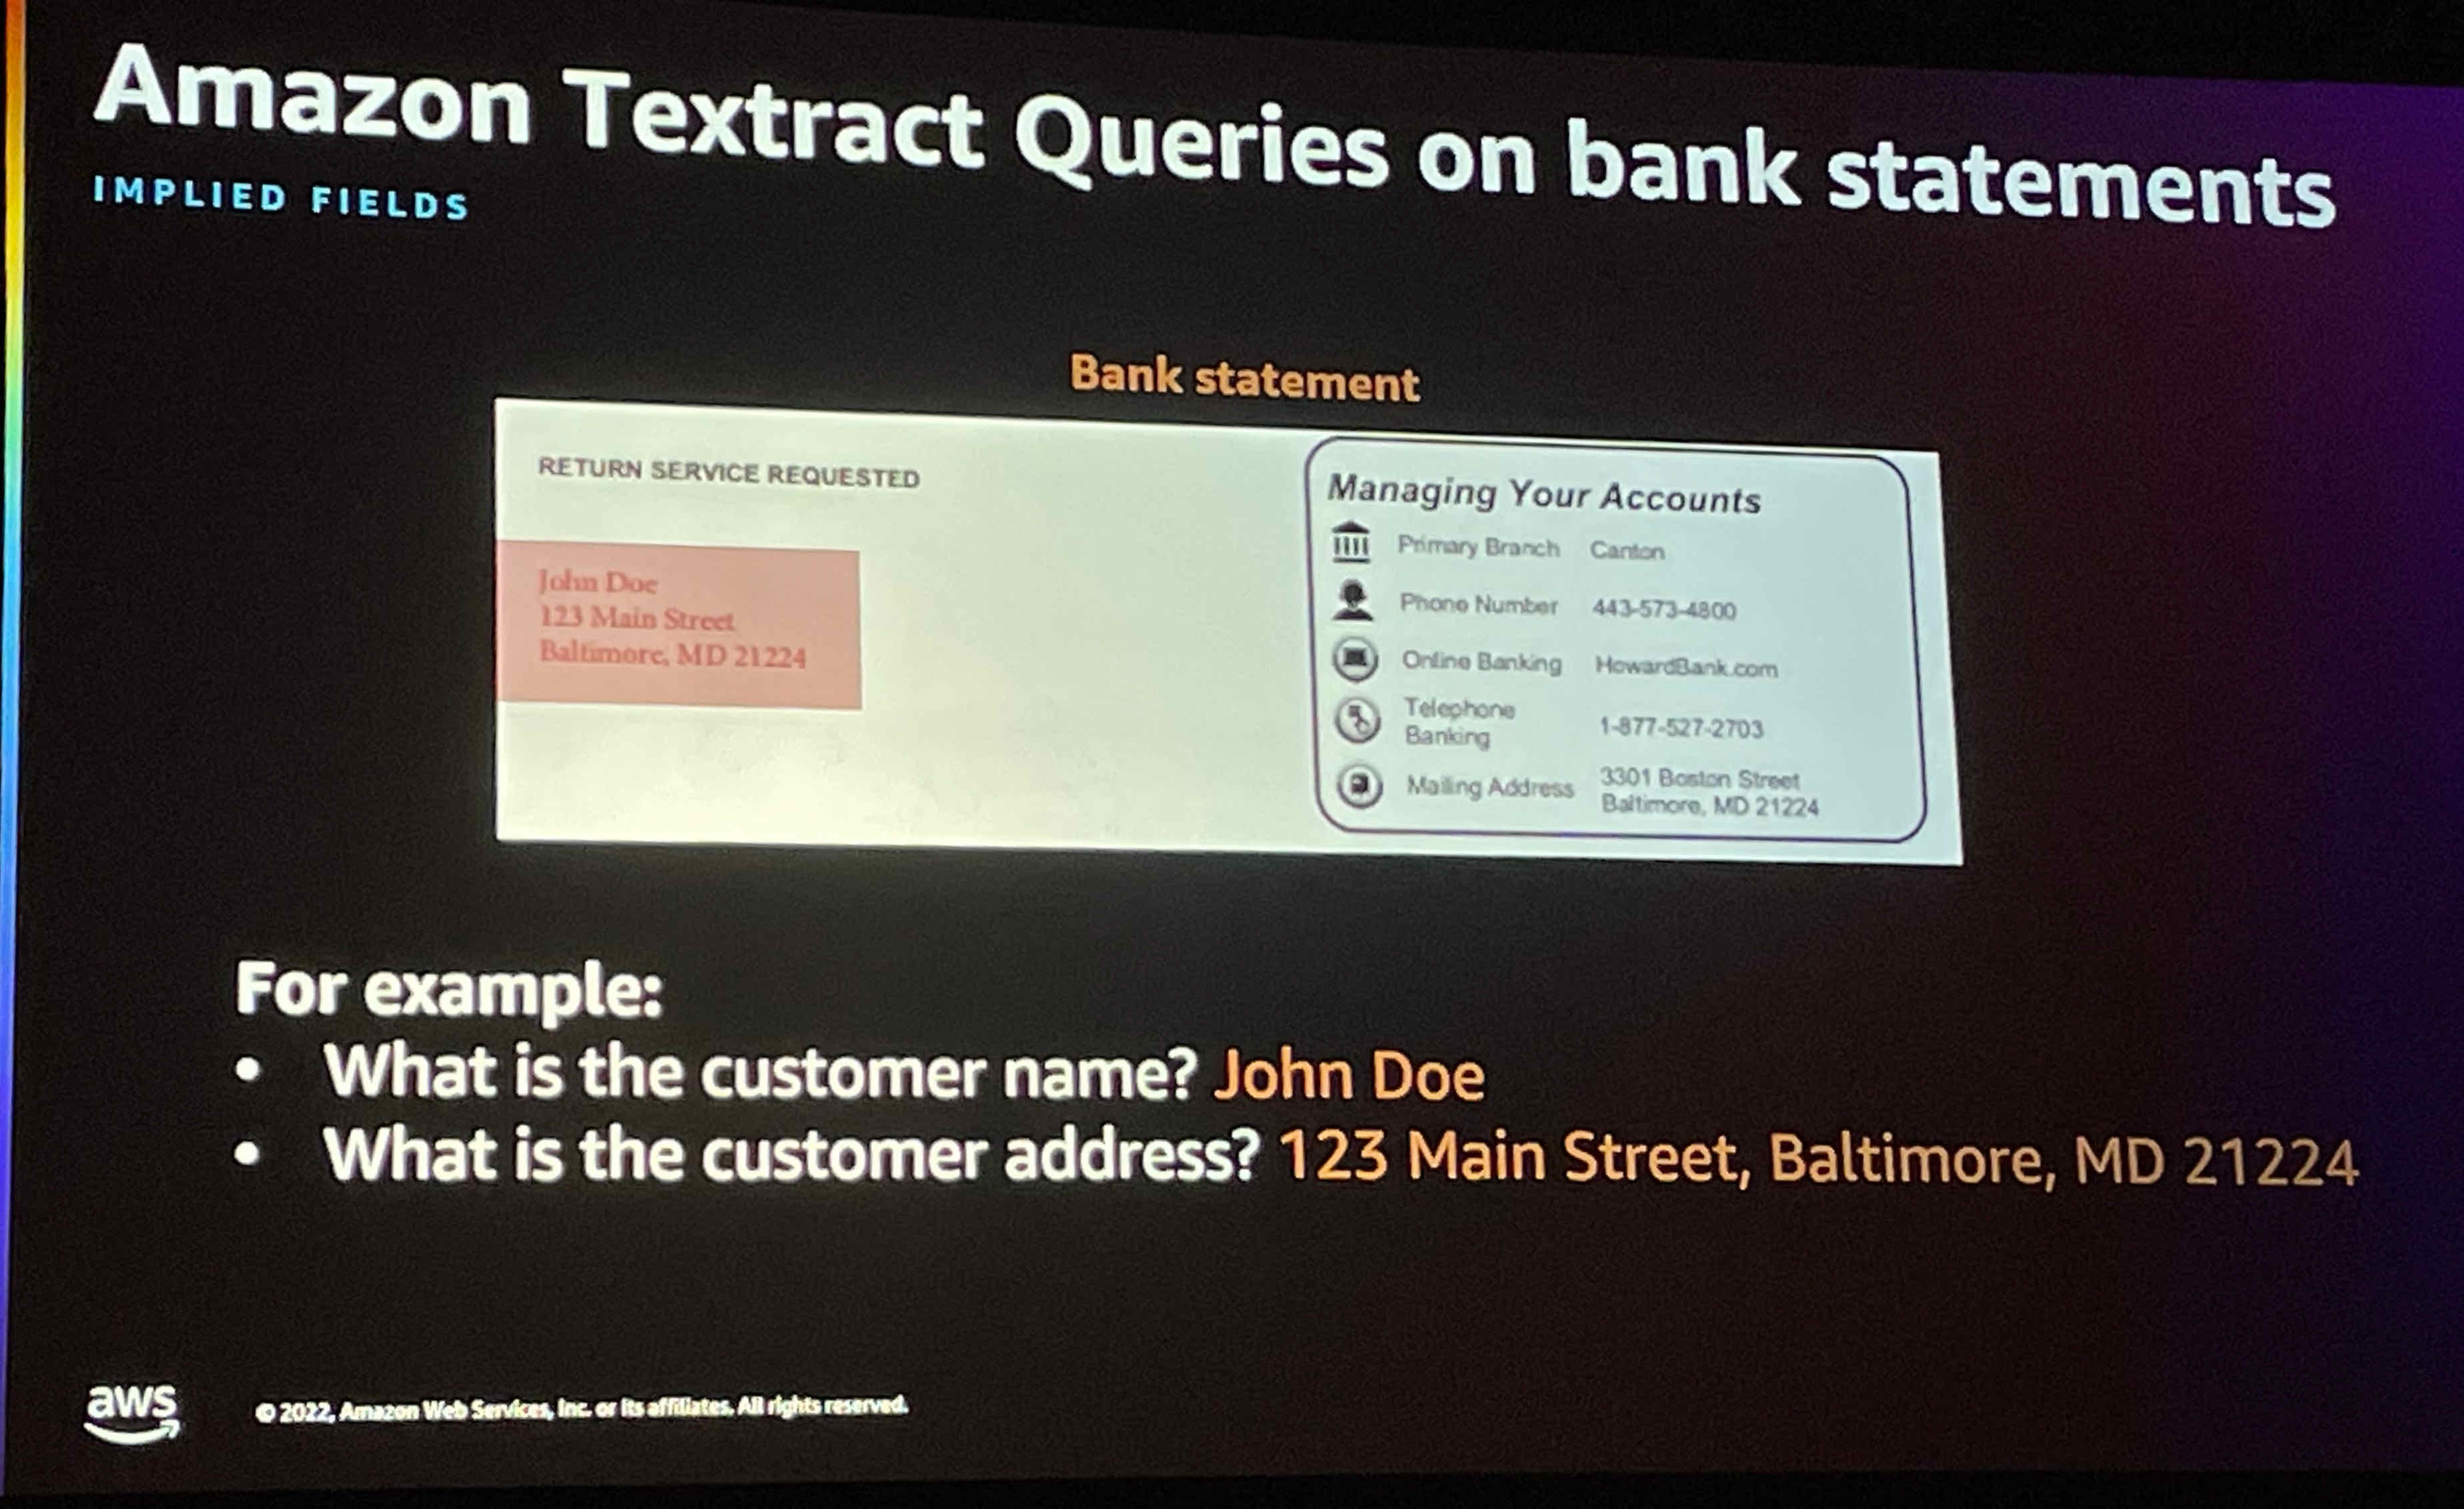 Amazon Textract Queries on bank statements
IMPLIED FIELDS
Bank statement
RETURN SERVICE REQUESTED
John Doe
123 Main Street
Baltimore, MD 21224
Managing Your Accounts
Primary Branch Canton
Phone Number 443-573-4800
Online Banking HowardBank.com
Telephone
Banking 1-877-527-2703
Mailing Address 3301 Boston Street
Baltimore, MD 21224
For example:
• What is the customer name? John Doe
• What is the customer address? 123 Main Street, Baltimore, MD 21224
aws
© 2022, Amazon Web Services, Inc. or its affiliates. All rights reserved.